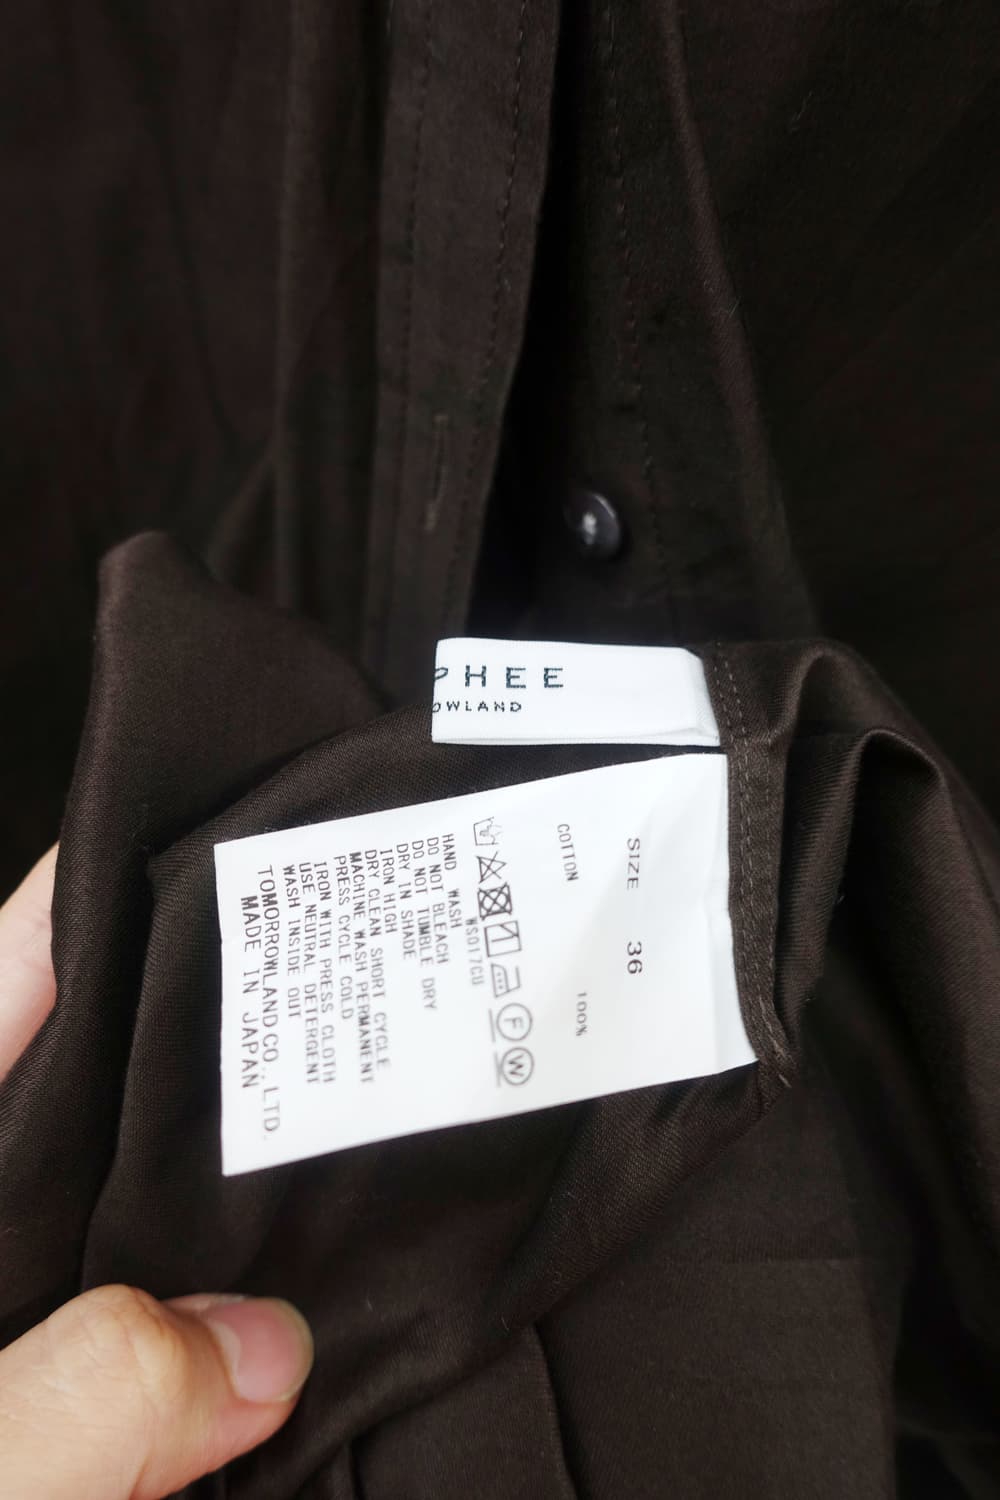 PHEE
OWLAND
SIZE 36
COTTON 100%
F W
WS017CU
HAND WASH
DO NOT BLEACH
DO NOT TUMBLE DRY
DRY IN SHADE
IRON HIGH
DRY CLEAN SHORT CYCLE
MACHINE WASH PERMANENT
PRESS CYCLE COLD
IRON WITH PRESS CLOTH
USE NEUTRAL DETERGENT
WASH INSIDE OUT
TOMORROWLAND CO., LTD.
MADE IN JAPAN